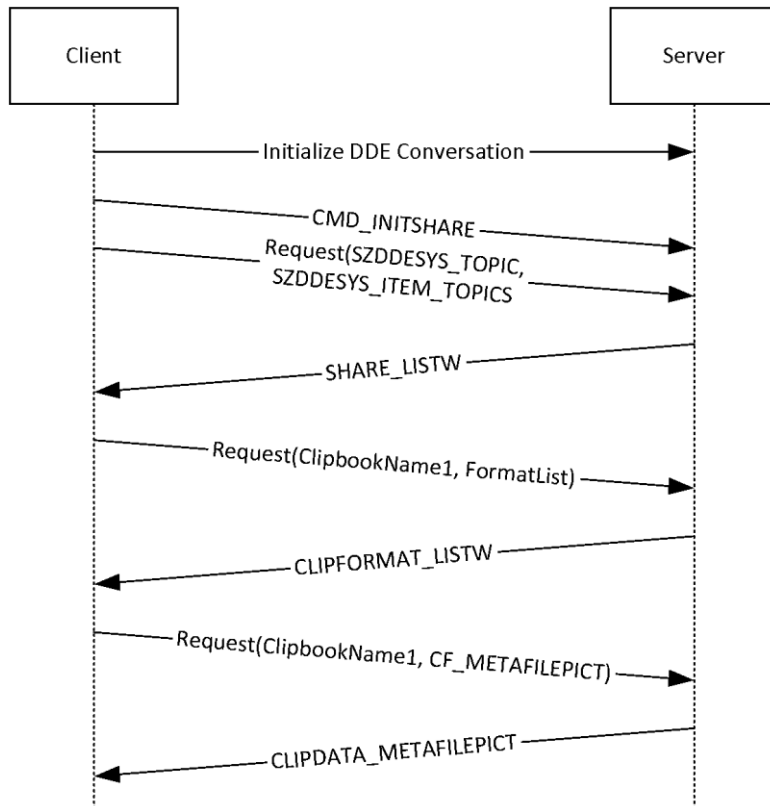 Client
Server
Initialize DDE Conversation
CMD_INITSHARE
Request(SZDDESYS_TOPIC,
SZDDESYS_ITEM_TOPICS
SHARE_LISTW
Request(ClipbookName1, FormatList)
CLIPFORMAT_LISTW
Request(ClipbookName1, CF_METAFILEPICT)
CLIPDATA_METAFILEPICT